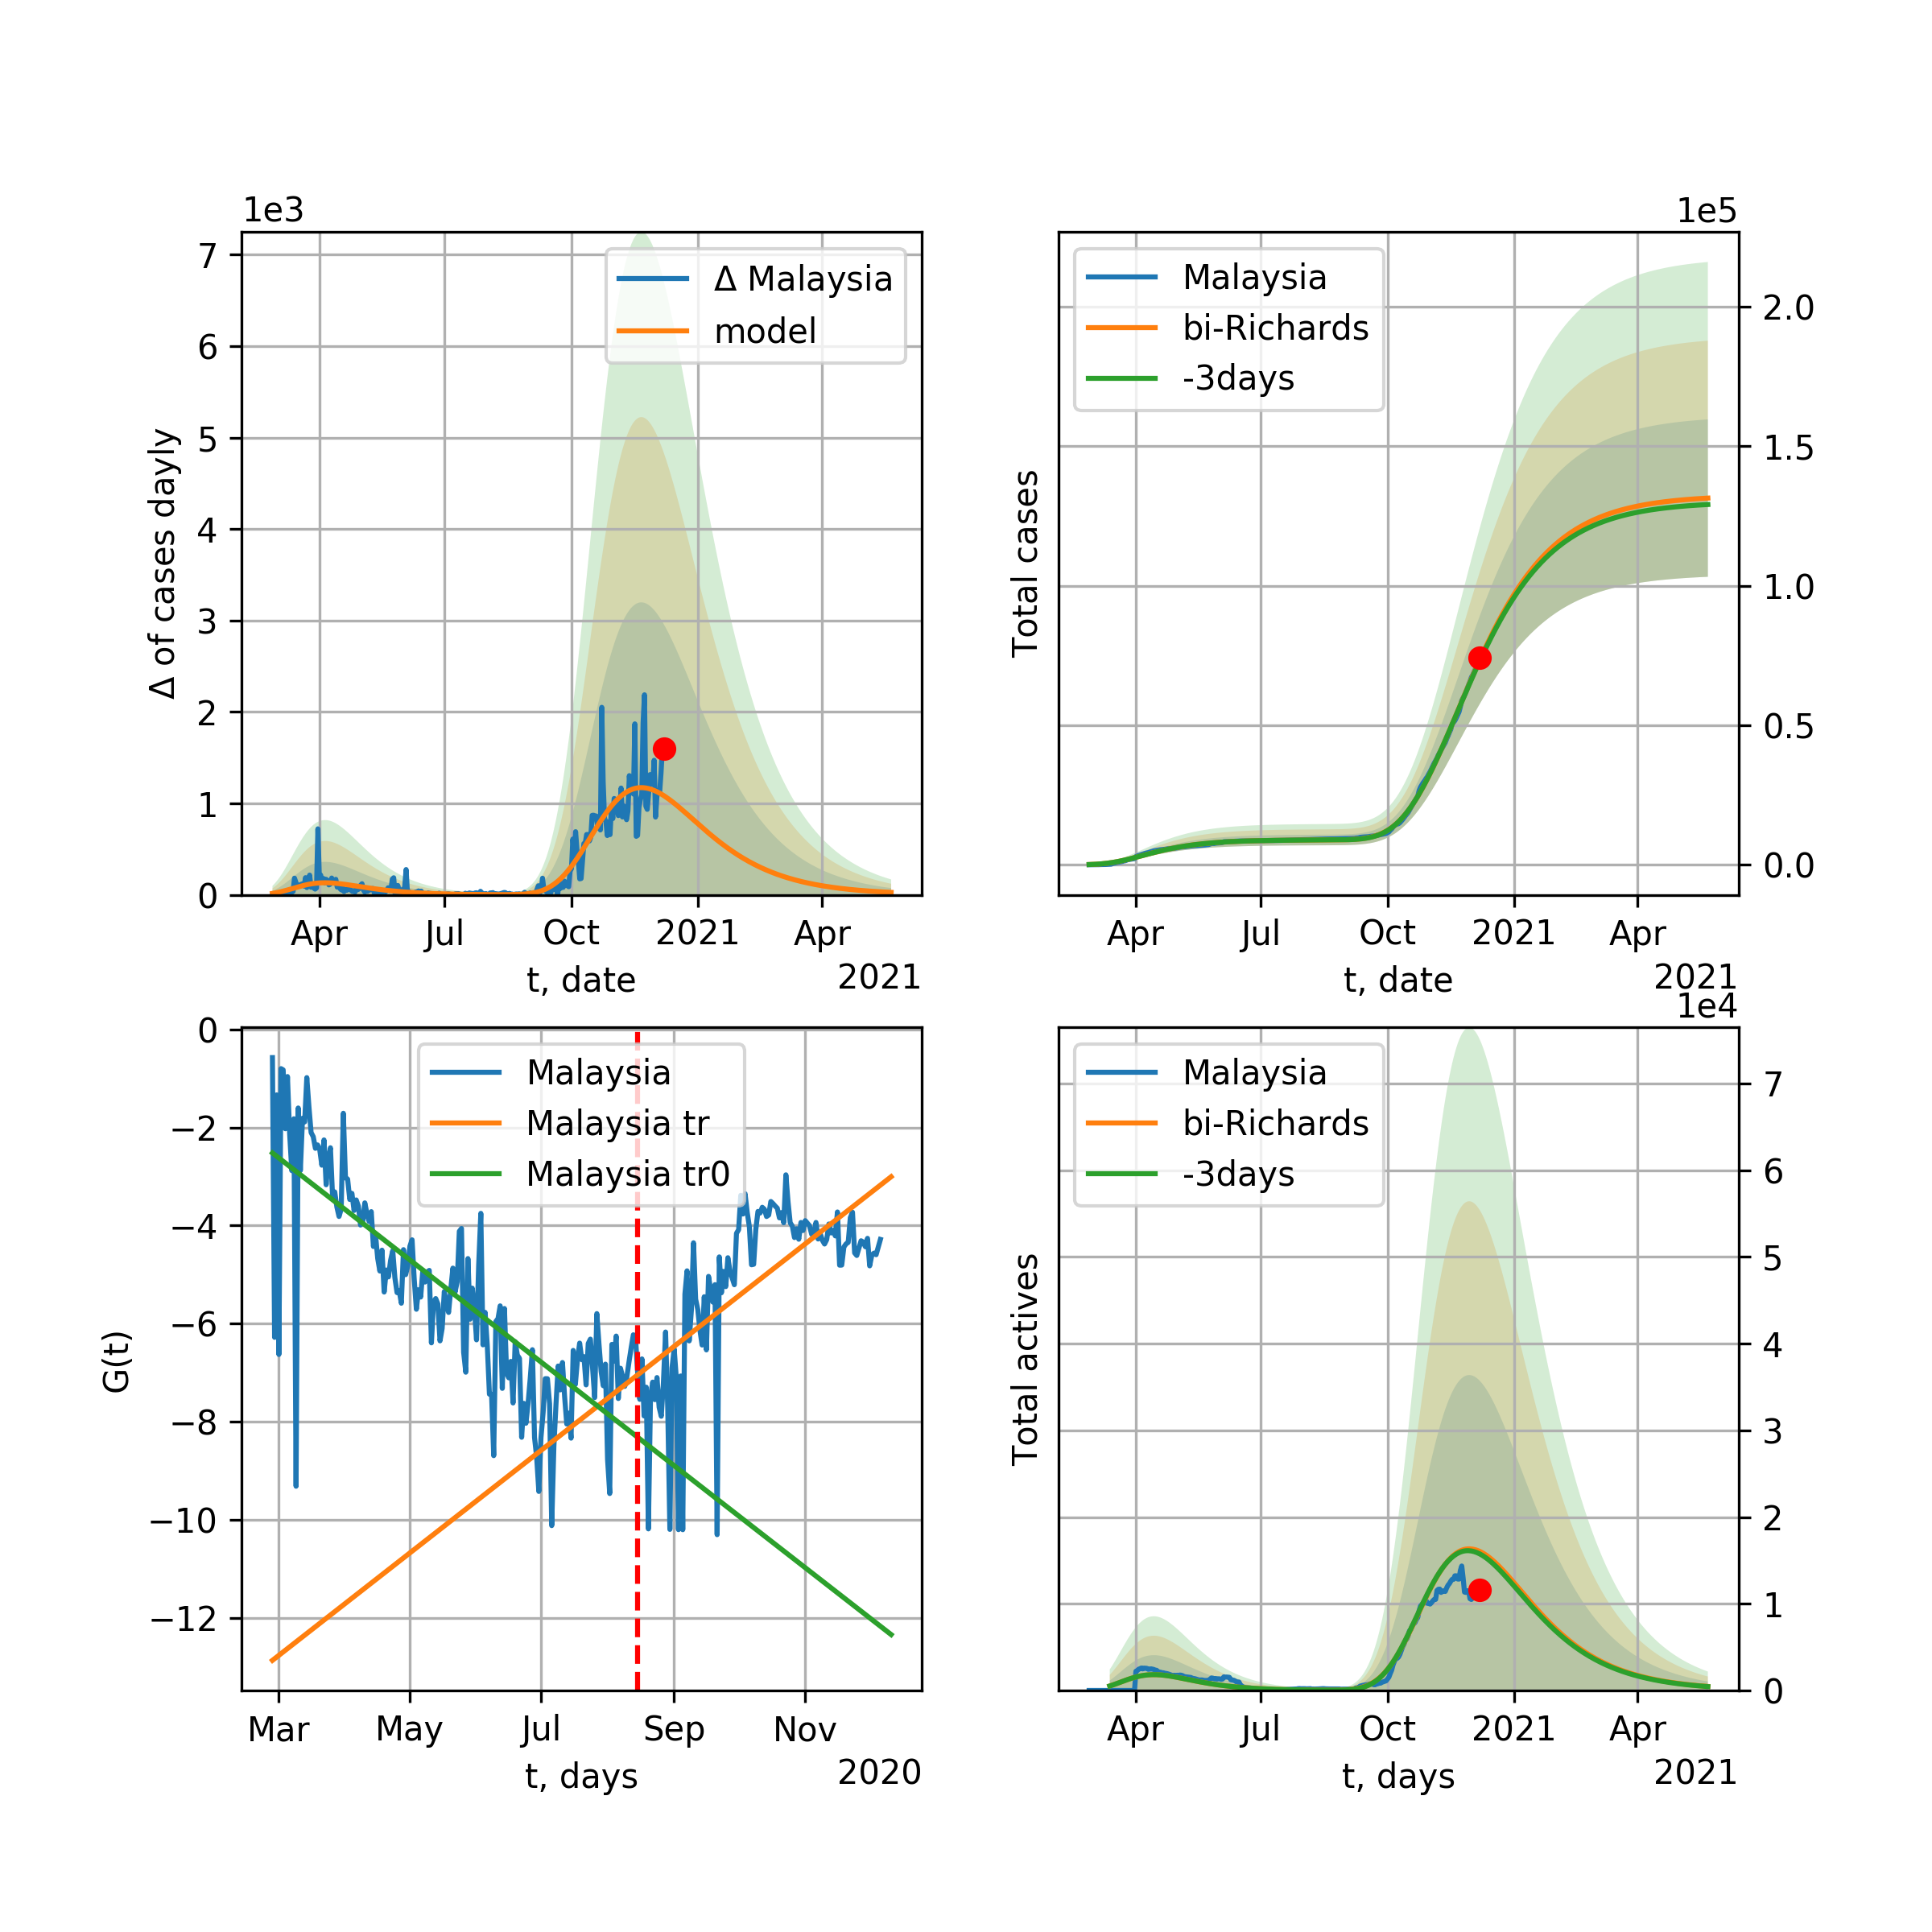 1e3
7
6
5
4
3
2
1
0
Δ of cases dayly
Δ Malaysia
model
Apr
Jul
Oct
2021
Apr
t, date
2021
1e5
Malaysia
bi-Richards
-3days
Total cases
2.0
1.5
1.0
0.5
0.0
Apr
Jul
Oct
2021
Apr
t, date
2021
0
−2
−4
−6
−8
−10
−12
G(t)
Malaysia
Malaysia tr
Malaysia tr0
Mar
May
Jul
Sep
Nov
t, days
2020
1e4
Malaysia
bi-Richards
-3days
Total actives
7
6
5
4
3
2
1
0
Apr
Jul
Oct
2021
Apr
t, days
2021